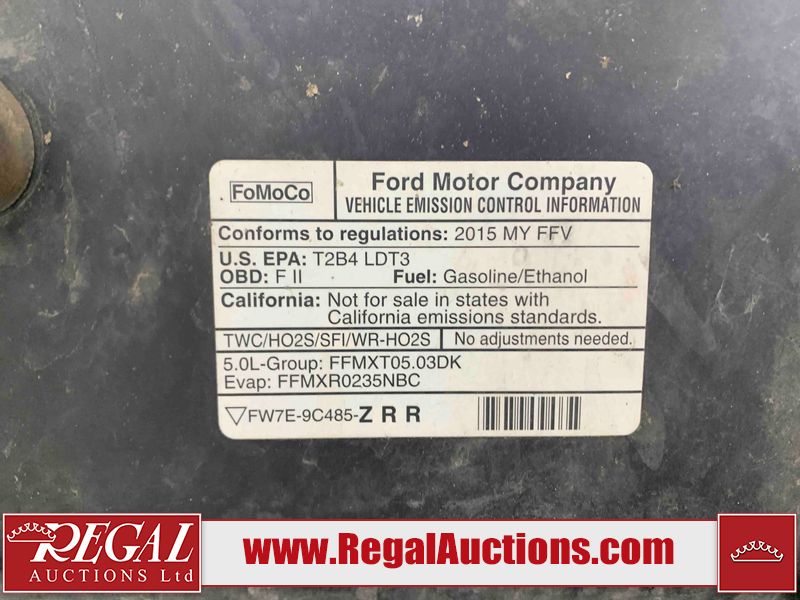 FoMoCo
Ford Motor Company
VEHICLE EMISSION CONTROL INFORMATION
Conforms to regulations: 2015 MY FFV
U.S. EPA: T2B4 LDT3
OBD: F II Fuel: Gasoline/Ethanol
California: Not for sale in states with
California emissions standards.
TWC/HO2S/SFI/WR-HO2S No adjustments needed.
5.0L-Group: FFMXT05.03DK
Evap: FFMXR0235NBC
FW7E-9C485-ZRR
REGAL
AUCTIONS Ltd
www.RegalAuctions.com